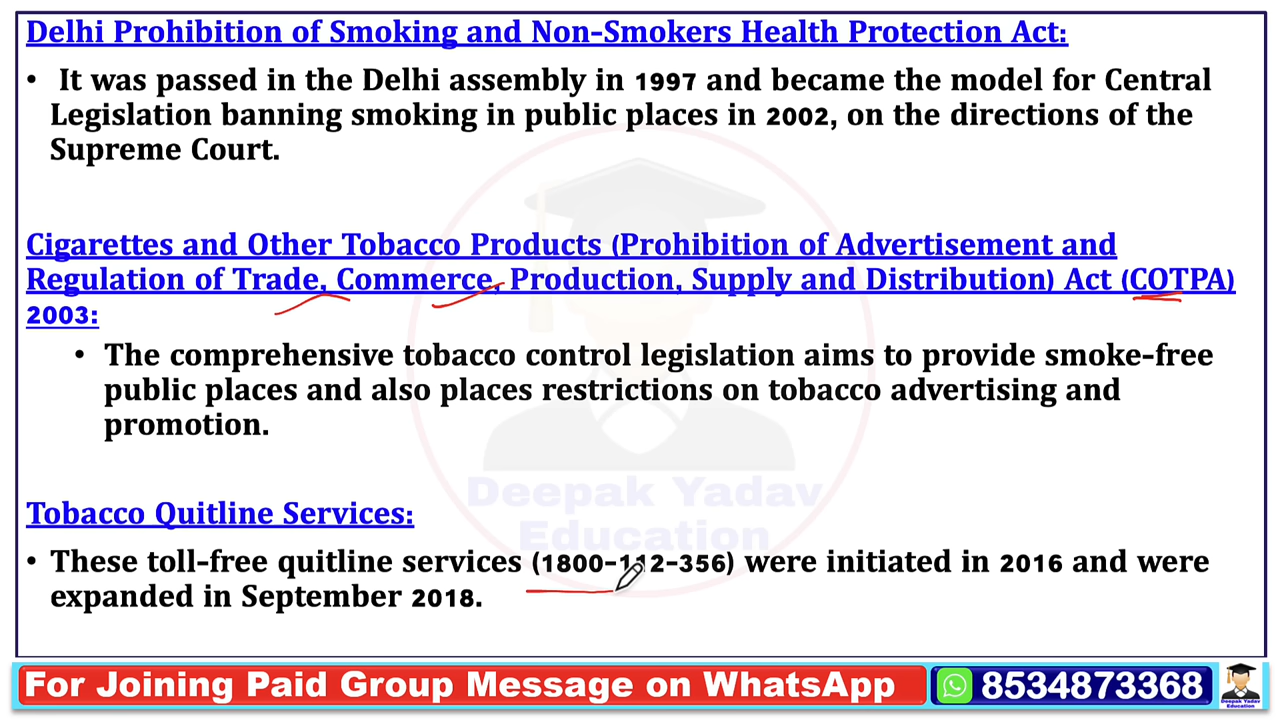 Delhi Prohibition of Smoking and Non-Smokers Health Protection Act:
• It was passed in the Delhi assembly in 1997 and became the model for Central
Legislation banning smoking in public places in 2002, on the directions of the
Supreme Court.
Cigarettes and Other Tobacco Products (Prohibition of Advertisement and
Regulation of Trade, Commerce, Production, Supply and Distribution) Act (COTPA)
2003:
• The comprehensive tobacco control legislation aims to provide smoke-free
public places and also places restrictions on tobacco advertising and
promotion.
Deepak Yadav
Education
Tobacco Quitline Services:
• These toll-free quitline services (1800-112-356) were initiated in 2016 and were
expanded in September 2018.
For Joining Paid Group Message on WhatsApp
8534873368
Deepak Yadav
Education